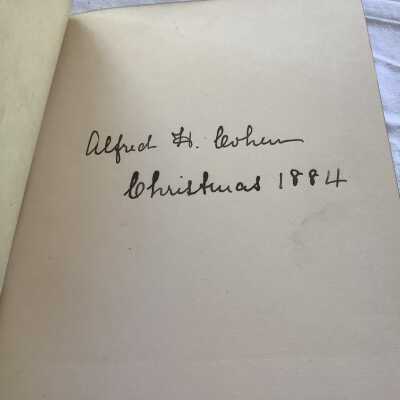 Alfred H. Cohen
Christmas 1884